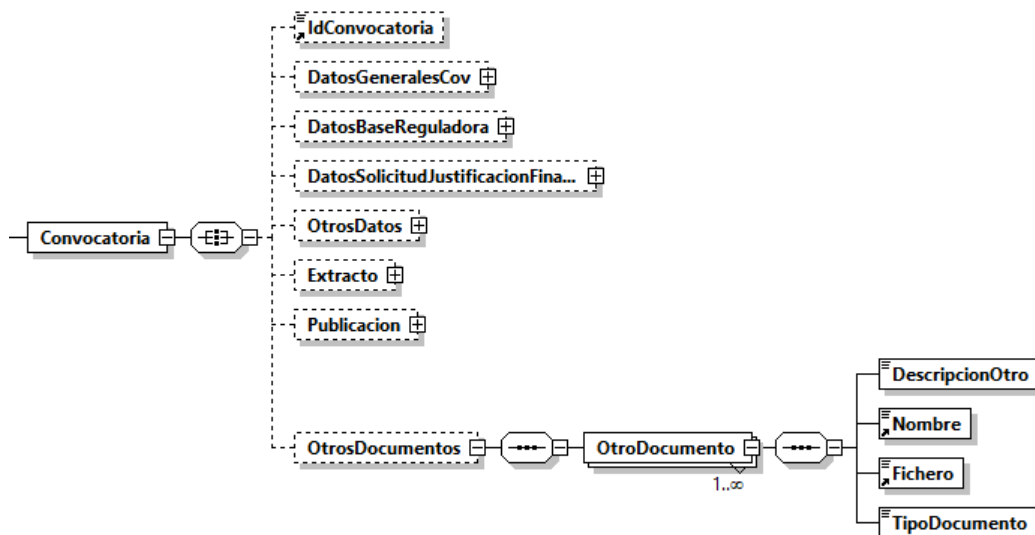 IdConvocatoria
DatosGeneralesCov
DatosBaseReguladora
DatosSolicitudJustificacionFina...
OtrosDatos
Convocatoria
Extracto
Publicacion
DescripcionOtro
Nombre
OtrosDocumentos
OtroDocumento
Fichero
1..∞
TipoDocumento